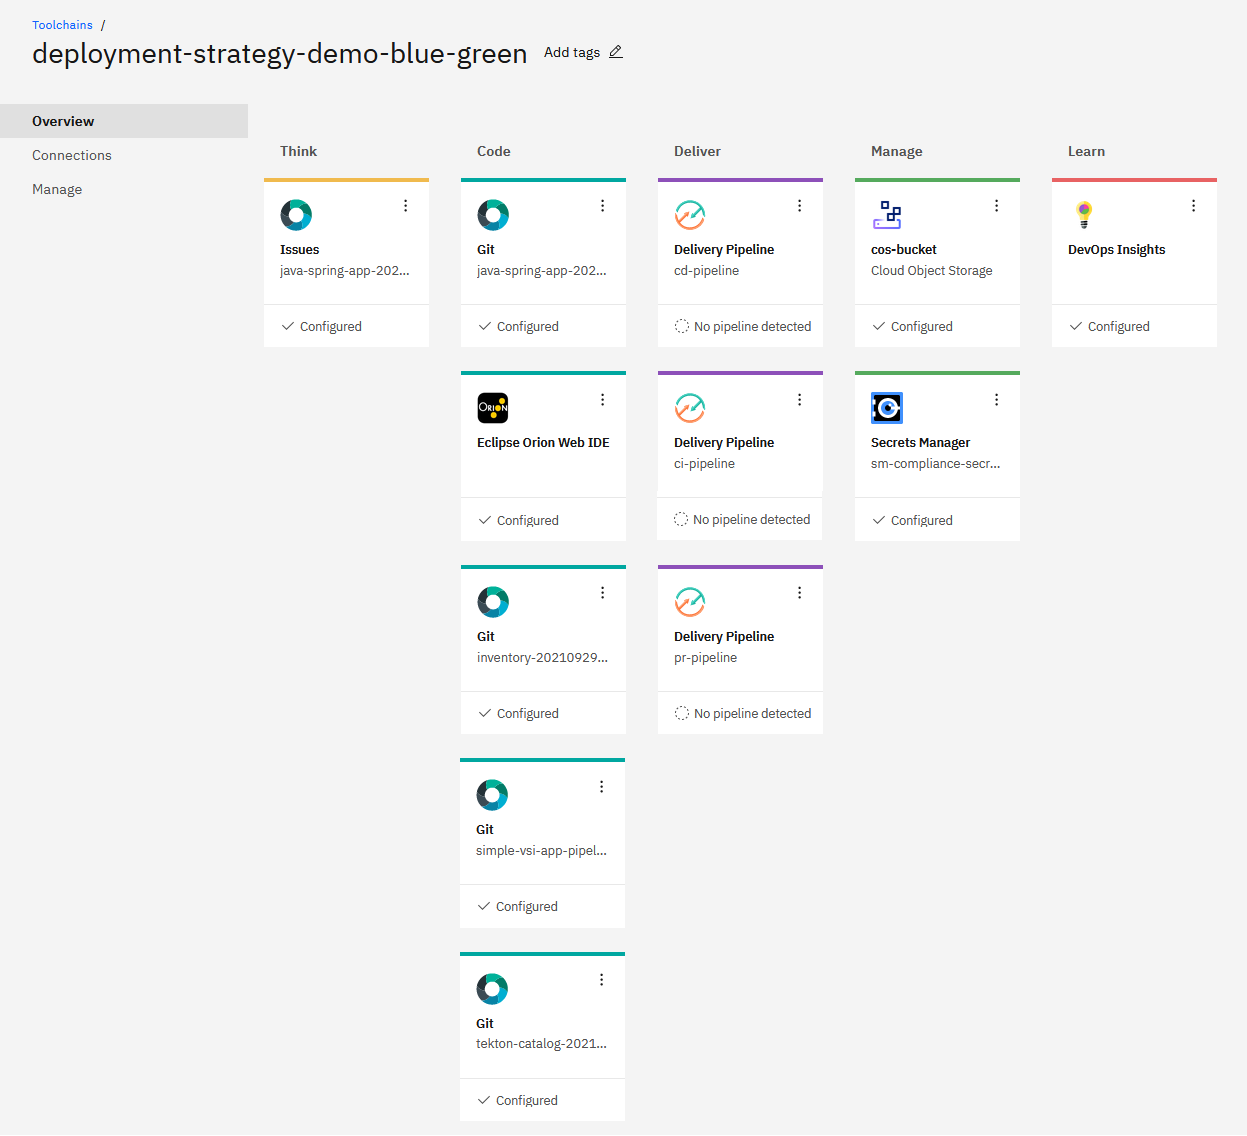 Toolchains /
deployment-strategy-demo-blue-green Add tags
Overview
Connections
Manage
Think
Issues
java-spring-app-202...
Configured
Code
Git
java-spring-app-202...
Configured
ORION
Eclipse Orion Web IDE
Configured
Git
inventory-20210929...
Configured
Git
simple-vsi-app-pipel...
Configured
Git
tekton-catalog-2021...
Configured
Deliver
Delivery Pipeline
cd-pipeline
No pipeline detected
Delivery Pipeline
ci-pipeline
No pipeline detected
Delivery Pipeline
pr-pipeline
No pipeline detected
Manage
cos-bucket
Cloud Object Storage
Configured
Secrets Manager
sm-compliance-secr...
Configured
Learn
DevOps Insights
Configured